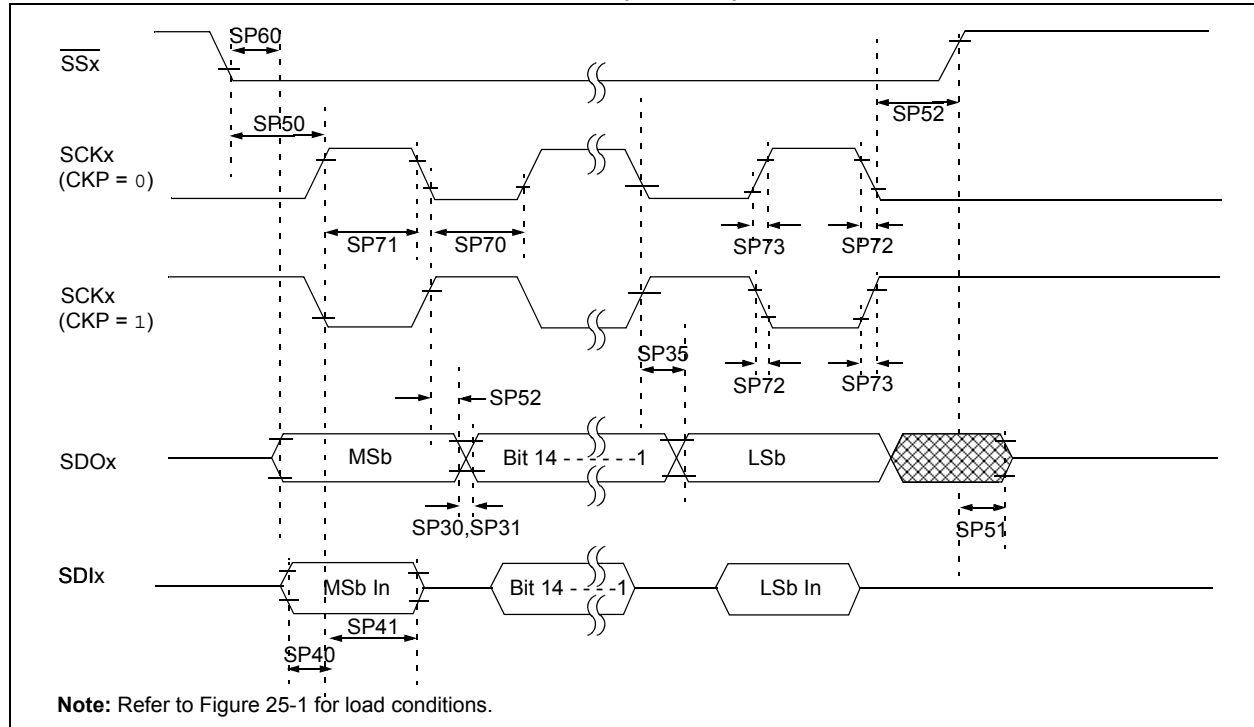 SP60
SSx
SP50
SP52
SCKx
(CKP = 0)
SP71
SP70
SP73
SP72
SCKx
(CKP = 1)
SP35
SP72
SP73
SP52
SDOx
MSb
Bit 14 - - - - - -1
LSb
SP30,SP31
SP51
SDIx
MSb In
Bit 14 - - - -1
LSb In
SP41
SP40
Note: Refer to Figure 25-1 for load conditions.